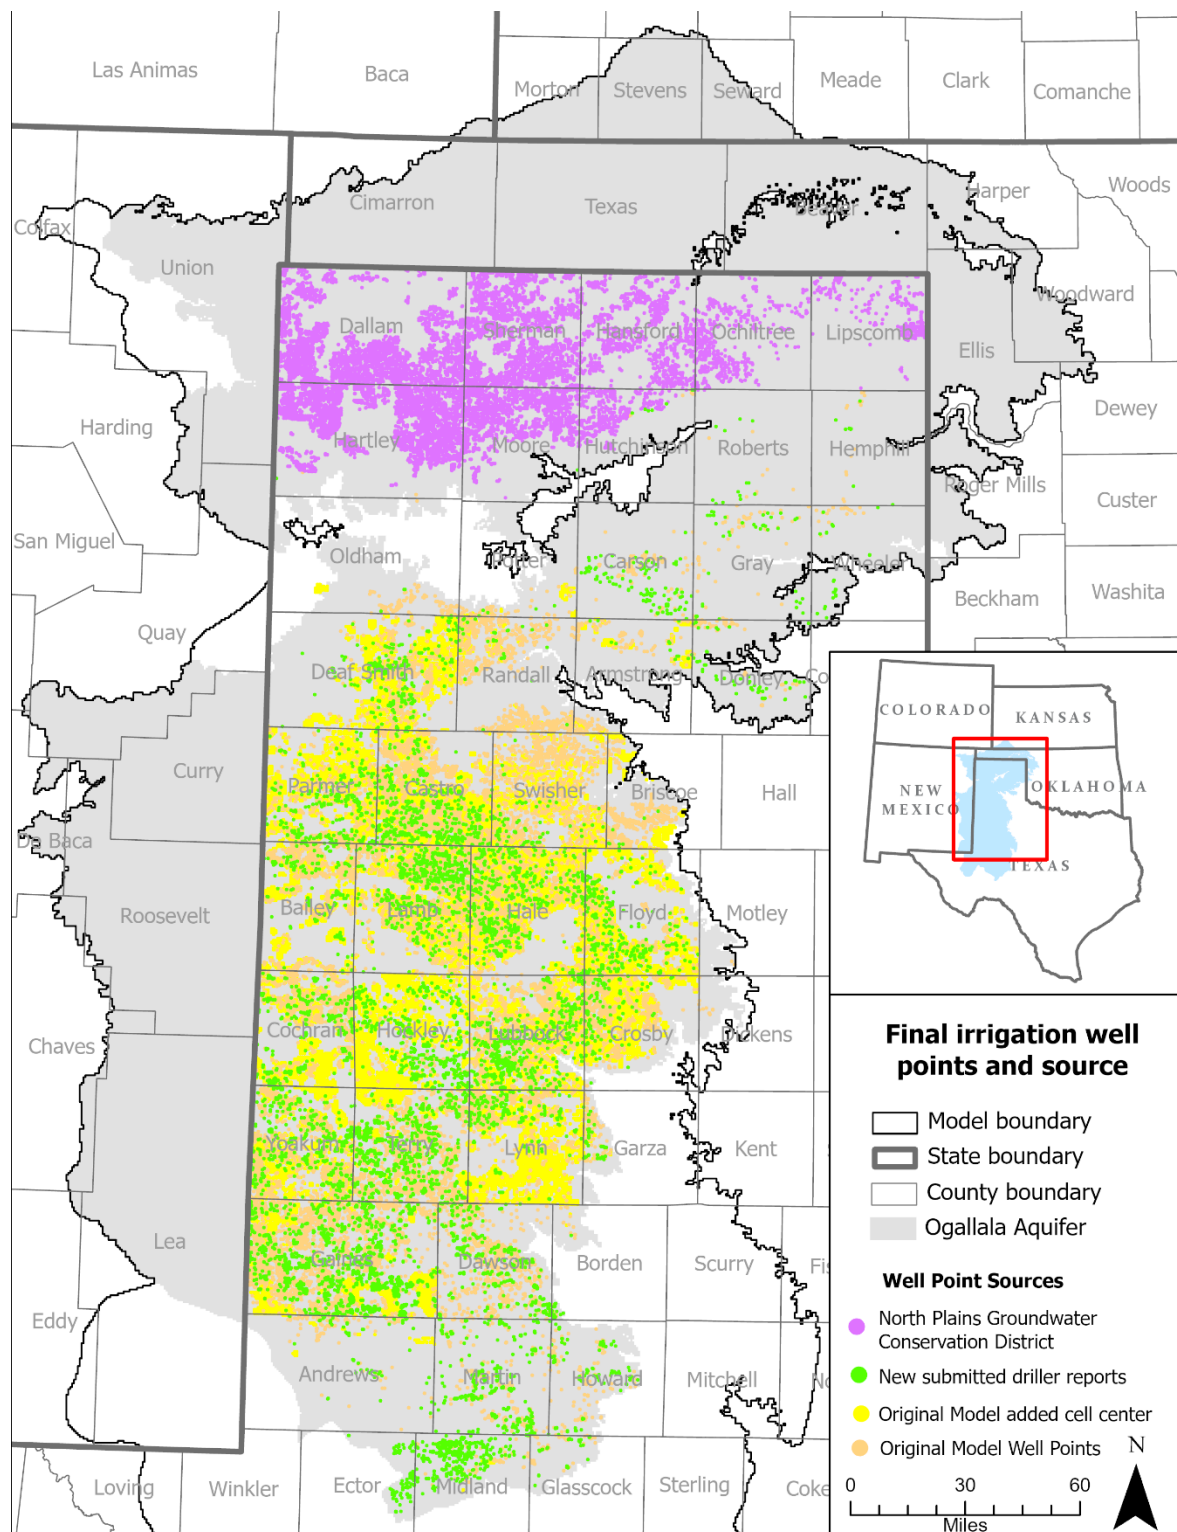 Las Animas
Baca
Morton
Stevens
Seward
Meade
Clark
Comanche
Colfax
Union
Cimarron
Texas
Beaver
Harper
Woods
Woodward
Dallam
Sherman
Hansford
Ochiltree
Lipscomb
Ellis
Harding
Hartley
Moore
Hutchinson
Roberts
Hemphill
Dewey
Roger Mills
Custer
San Miguel
Oldham
Potter
Carson
Gray
Wheeler
Beckham
Washita
Quay
Deaf Smith
Randall
Armstrong
Donley
Co
Curry
Parmer
Castro
Swisher
Briscoe
Hall
De Baca
Roosevelt
Bailey
Lamb
Hale
Floyd
Motley
Chaves
Cochran
Hockley
Lubbock
Crosby
Dickens
Yoakum
Terry
Lynn
Garza
Kent
Lea
Gaines
Dawson
Borden
Scurry
Fis
Eddy
Andrews
Martin
Howard
Mitchell
No
Loving
Winkler
Ector
Midland
Glasscock
Sterling
Coke
COLORADO
KANSAS
NEW
MEXICO
OKLAHOMA
TEXAS
Final irrigation well
points and source
Model boundary
State boundary
County boundary
Ogallala Aquifer
Well Point Sources
North Plains Groundwater
Conservation District
New submitted driller reports
Original Model added cell center
Original Model Well Points
N
0 30 60
Miles